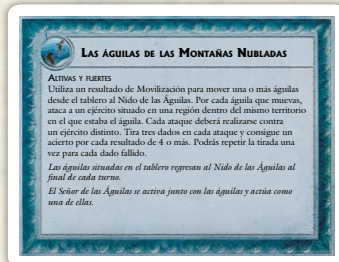 LAS ÁGUILAS DE LAS MONTAÑAS NUBLADAS
ALTIVAS Y FUERTES
Utiliza un resultado de Movilización para mover una o más águilas
desde el tablero al Nido de las Águilas. Por cada águila que muevas,
ataca a un ejército situado en una región dentro del mismo territorio
en el que estaba el águila. Cada ataque deberá realizarse contra
un ejército distinto. Tira tres dados en cada ataque y consigue un
acierto por cada resultado de 4 o más. Podrás repetir la tirada una
vez para cada dado fallido.
Las águilas situadas en el tablero regresan al Nido de las Águilas al
final de cada turno.
El Señor de las Águilas se activa junto con las águilas y actúa como
una de ellas.